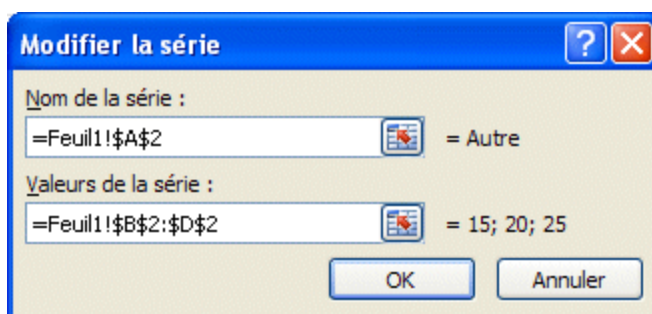 Modifier la série
Nom de la série :
=Feuil1!$A$2 = Autre
Valeurs de la série :
=Feuil1!$B$2:$D$2 = 15; 20; 25
OK Annuler